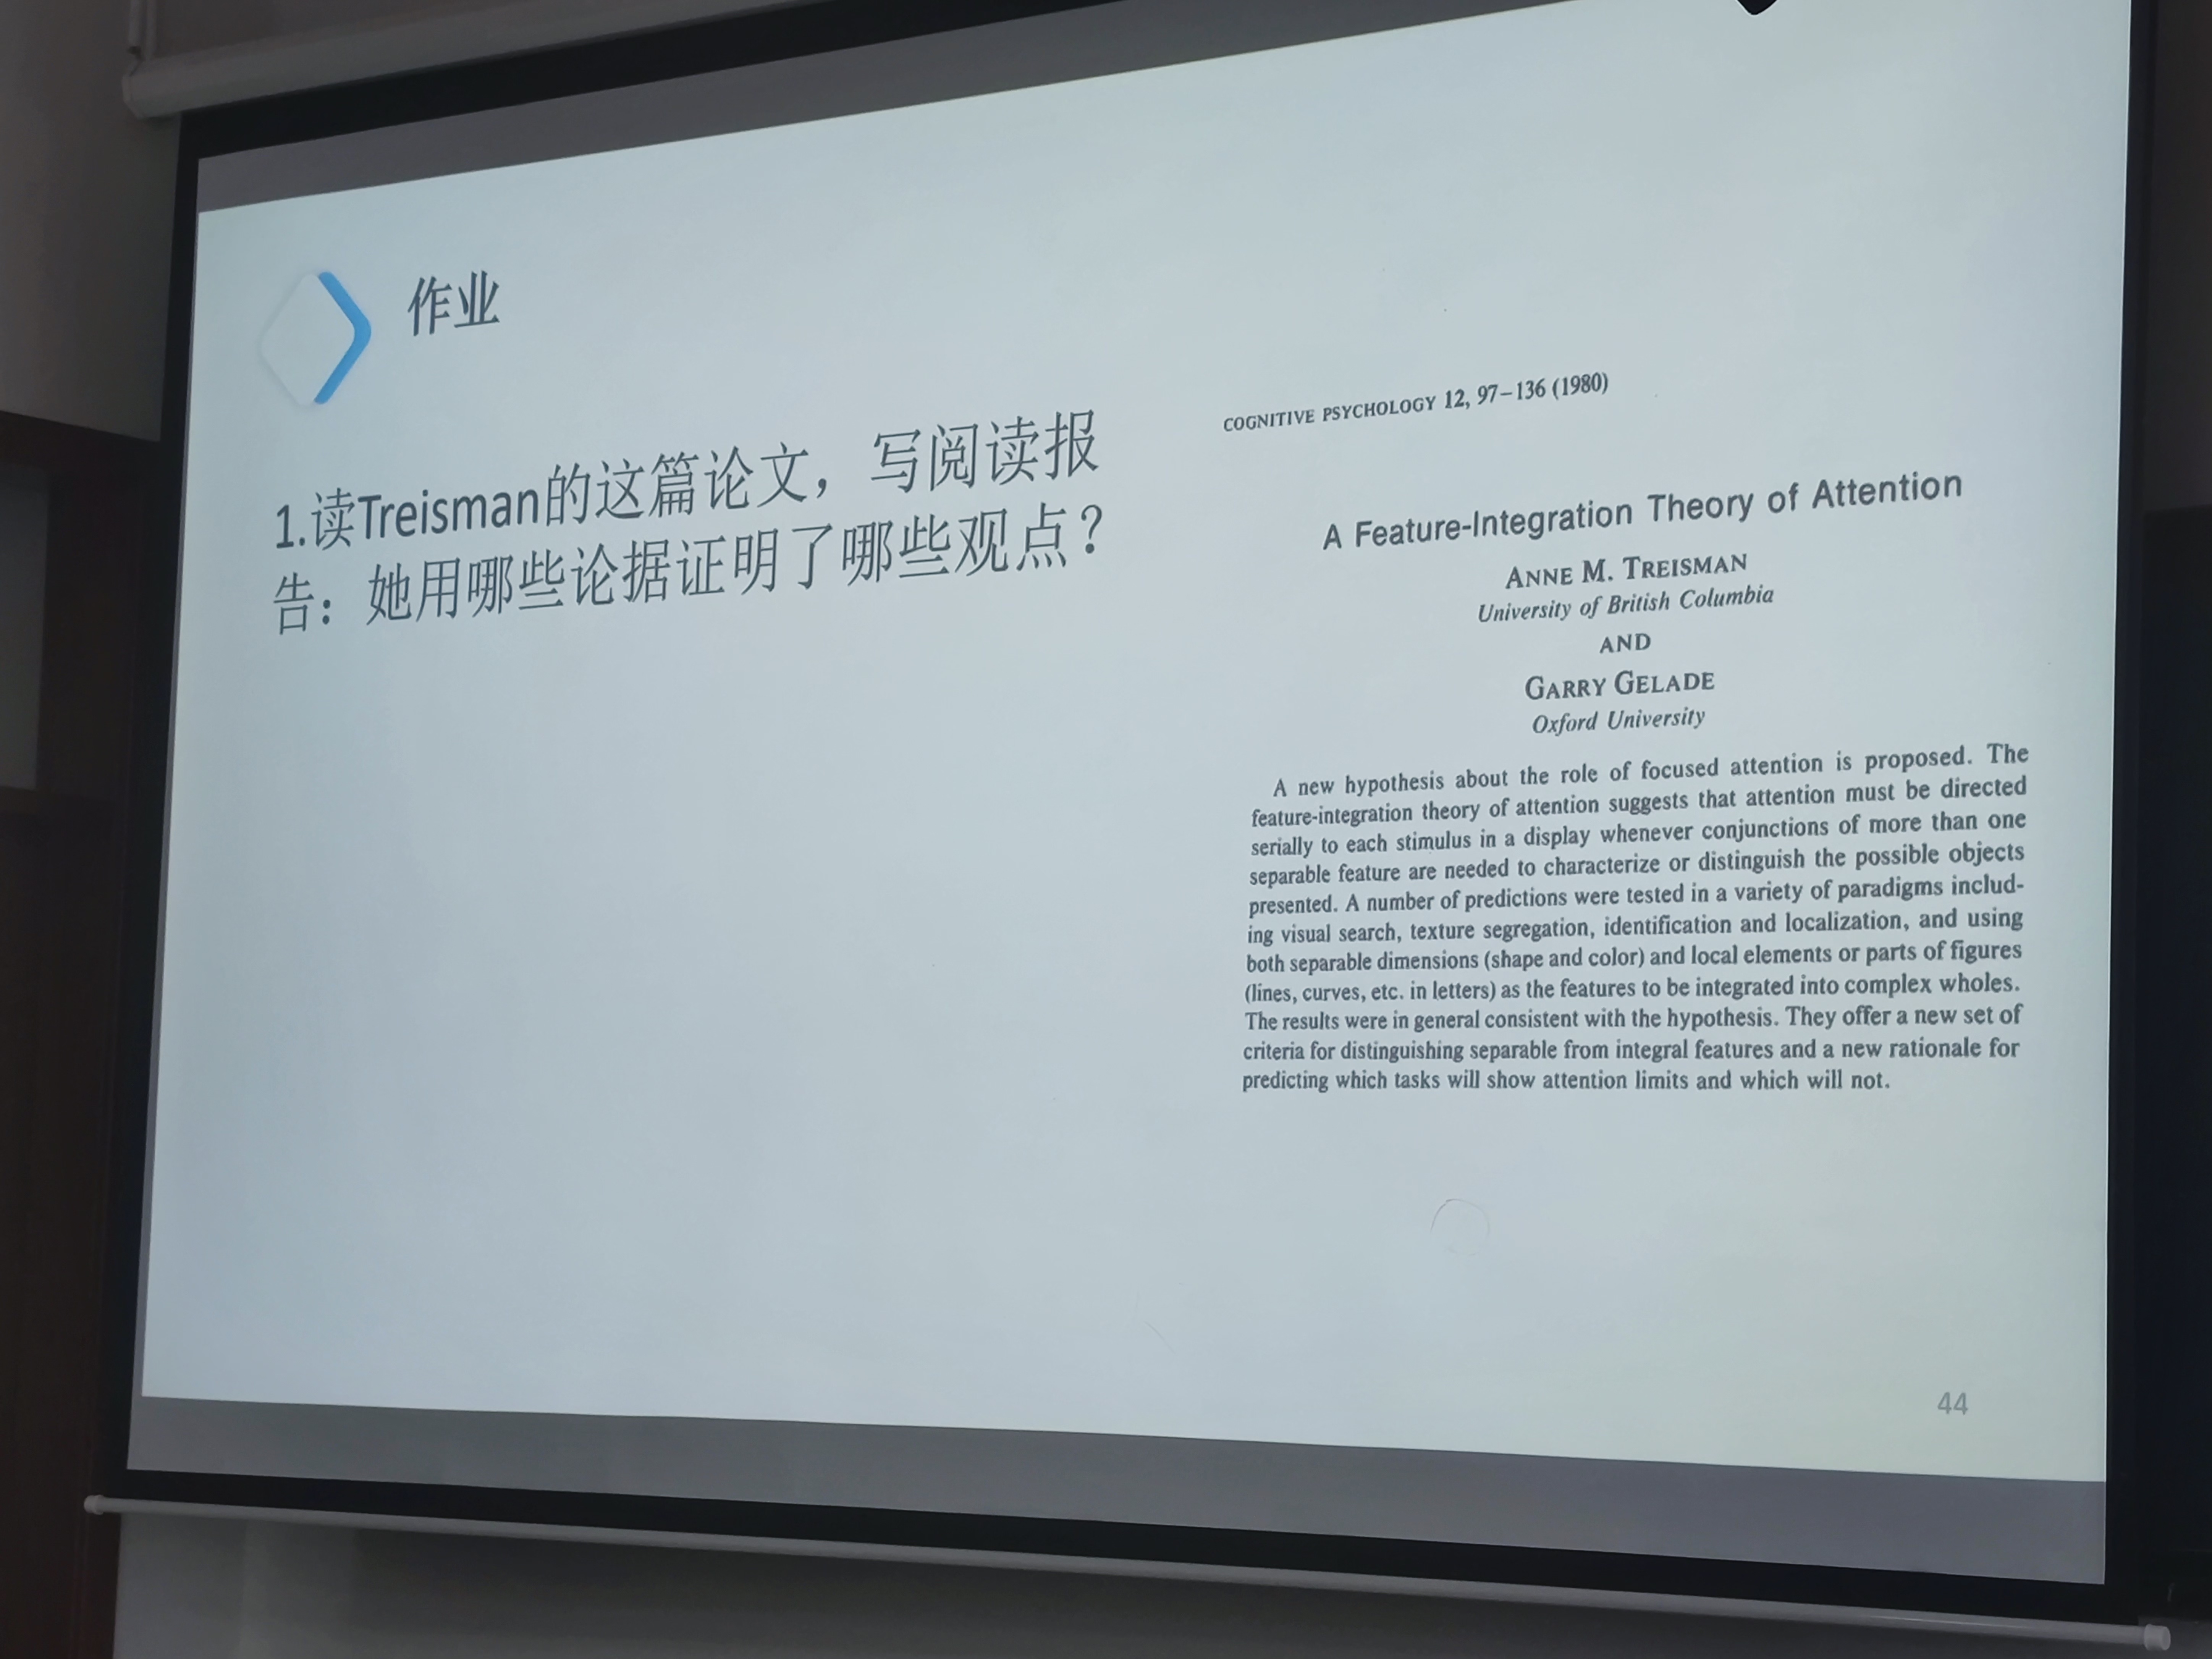 作业
1.读Treisman的这篇论文，写阅读报
告：她用哪些论据证明了哪些观点？
COGNITIVE PSYCHOLOGY 12, 97–136 (1980)
A Feature-Integration Theory of Attention
ANNE M. TREISMAN
University of British Columbia
AND
GARRY GELADE
Oxford University
A new hypothesis about the role of focused attention is proposed. The
feature-integration theory of attention suggests that attention must be directed
serially to each stimulus in a display whenever conjunctions of more than one
separable feature are needed to characterize or distinguish the possible objects
presented. A number of predictions were tested in a variety of paradigms includ-
ing visual search, texture segregation, identification and localization, and using
both separable dimensions (shape and color) and local elements or parts of figures
(lines, curves, etc. in letters) as the features to be integrated into complex wholes.
The results were in general consistent with the hypothesis. They offer a new set of
criteria for distinguishing separable from integral features and a new rationale for
predicting which tasks will show attention limits and which will not.
44